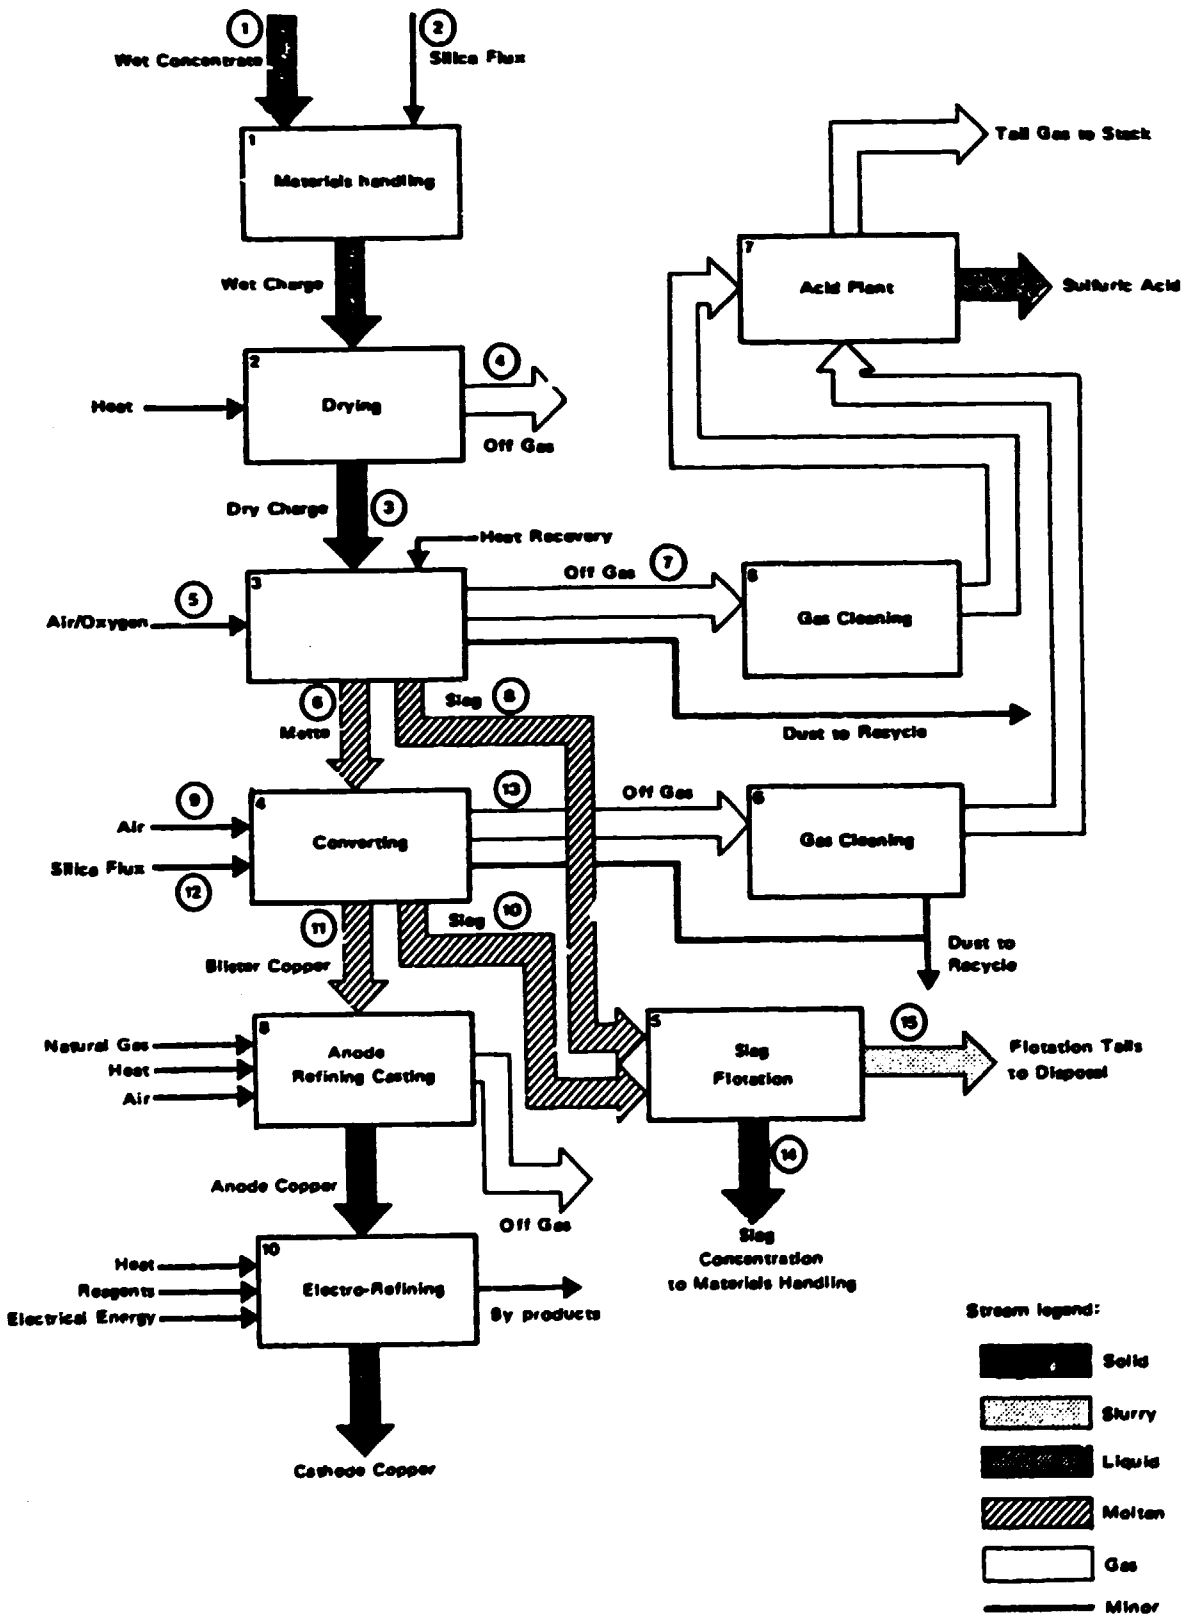 1
Wet Concentrate
2
Silica Flux
1
Materials handling
Tail Gas to Stack
7
Acid Plant
Sulfuric Acid
Wet Charge
2
Drying
Heat
4
Off Gas
Dry Charge
3
Heat Recovery
3
5
Air/Oxygen
Off Gas
7
Gas Cleaning
6
Matte
Slag
8
Dust to Recycle
9
Air
Silica Flux
12
4
Converting
13
Off Gas
6
Gas Cleaning
11
Blister Copper
Slag
10
Dust to
Recycle
Natural Gas
Heat
Air
Anode
Refining Casting
5
Slag
Flotation
15
Flotation Tails
to Disposal
Anode Copper
Off Gas
14
Slag
Concentration
to Materials Handling
Heat
Reagents
Electrical Energy
10
Electro-Refining
By products
Cathode Copper
Stream legend:
Solid
Slurry
Liquid
Molten
Gas
Minor